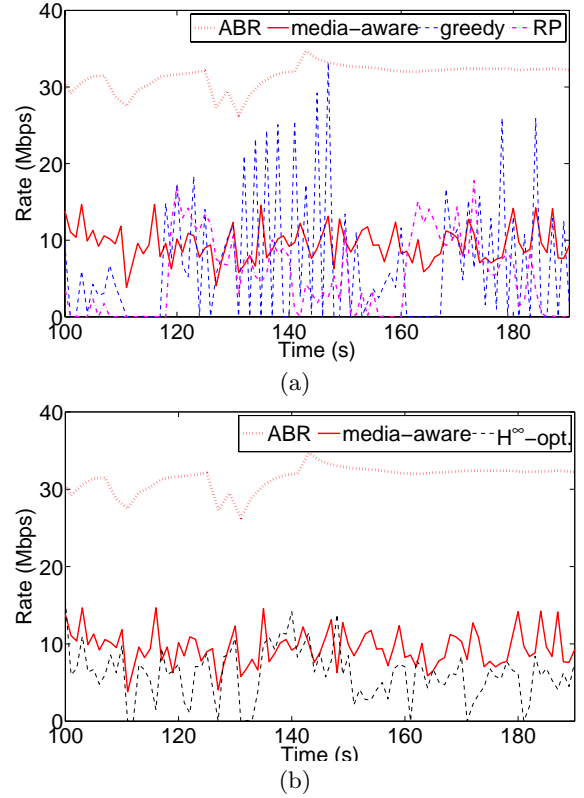 ABR media-aware greedy RP
40
30
20
10
0
Rate (Mbps)
100 120 140 160 180
Time (s)
(a)
ABR media-aware H∞-opt.
40
30
20
10
0
Rate (Mbps)
100 120 140 160 180
Time (s)
(b)